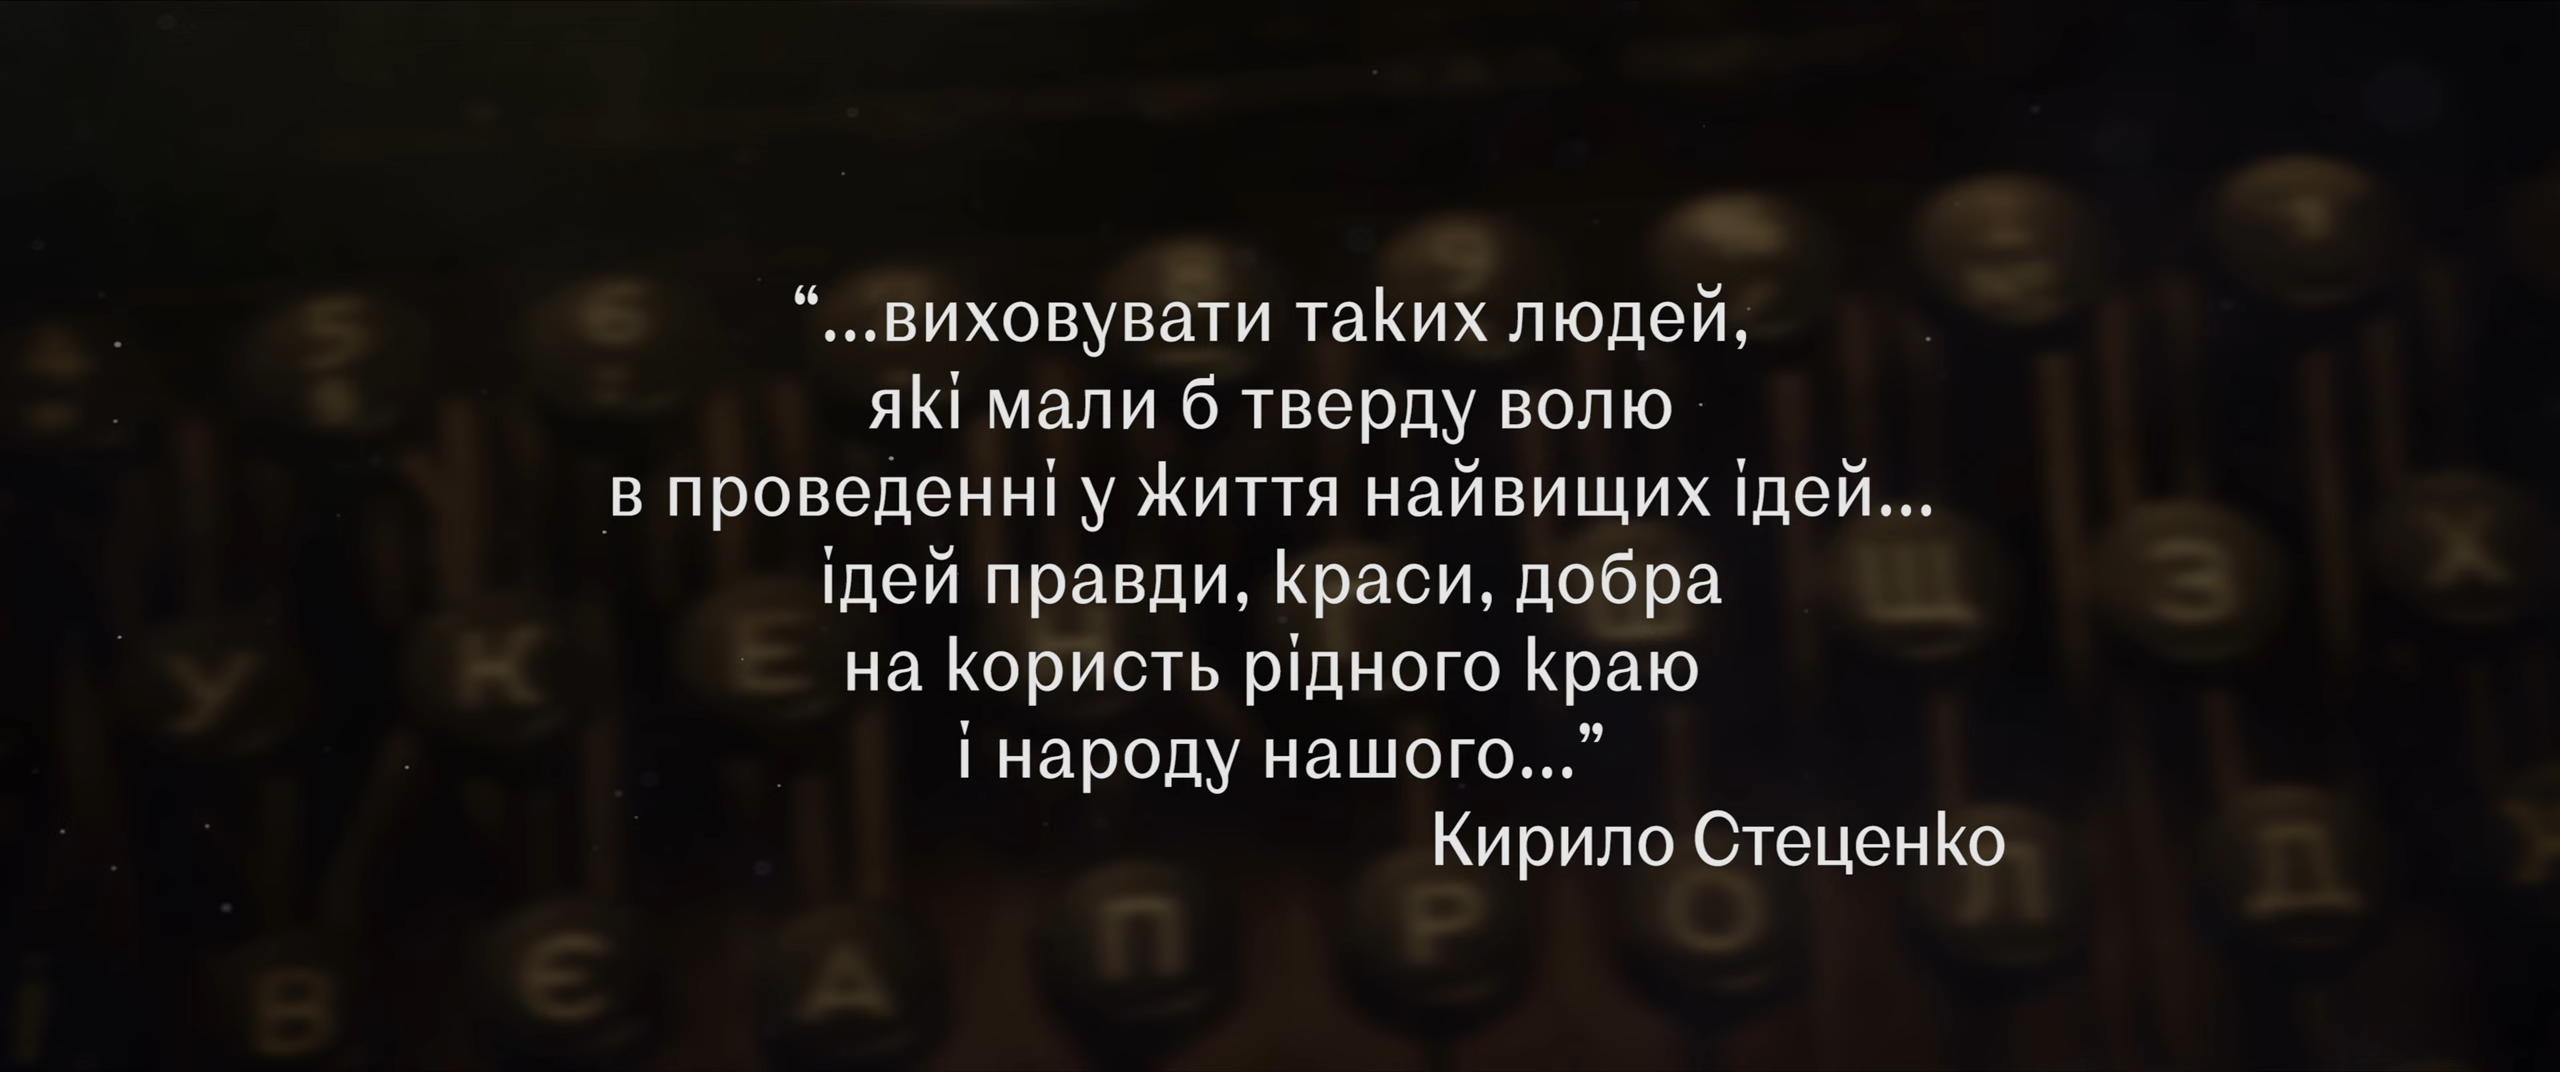 “...виховувати таких людей,
які мали б тверду волю
в проведенні у життя найвищих ідей...
ідей правди, краси, добра
на користь рідного краю
і народу нашого...”
Кирило Стеценко